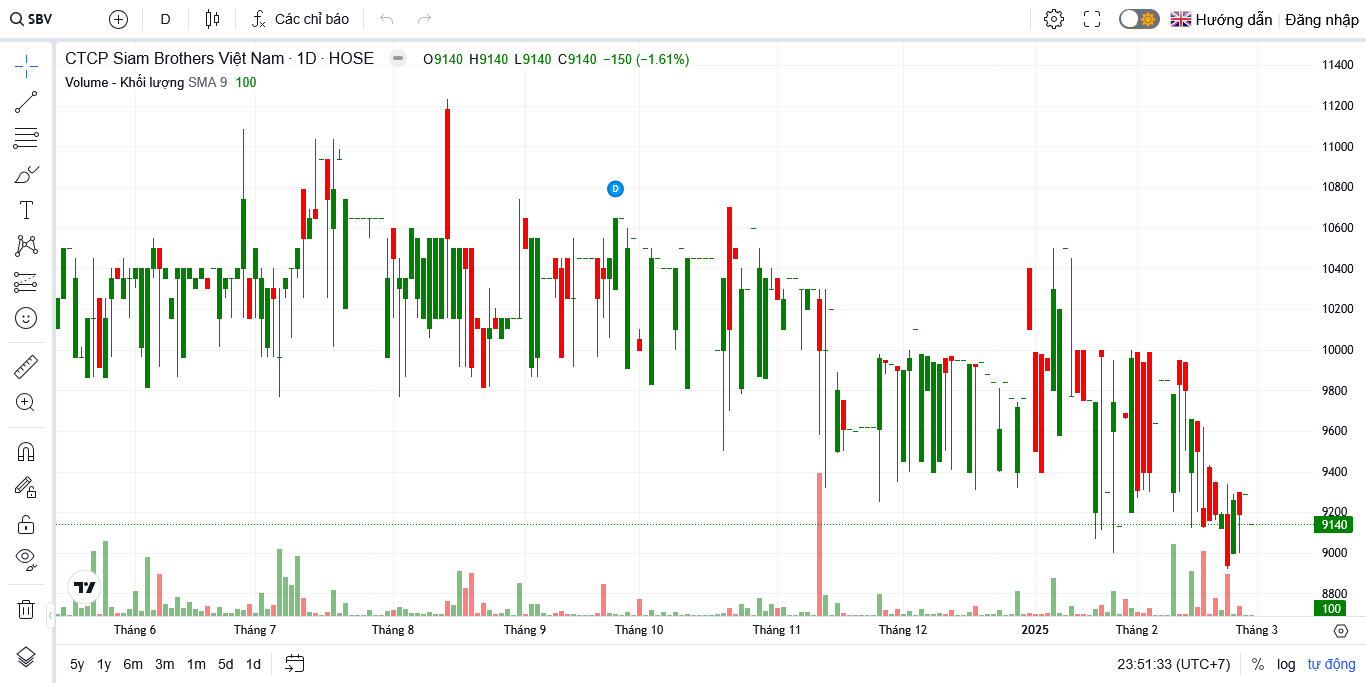 SBV D Các chỉ báo Hướng dẫn Đăng nhập
CTCP Siam Brothers Việt Nam · 1D · HOSE O9140 H9140 L9140 C9140 −150 (−1.61%)
Volume - Khối lượng SMA 9 100
11400
11200
11000
10800
D
10600
10400
10200
10000
9800
9600
9400
9200
9140
9000
8800
100
Tháng 6 Tháng 7 Tháng 8 Tháng 9 Tháng 10 Tháng 11 Tháng 12 2025 Tháng 2 Tháng 3
5y 1y 6m 3m 1m 5d 1d 23:51:33 (UTC+7) % log tự động